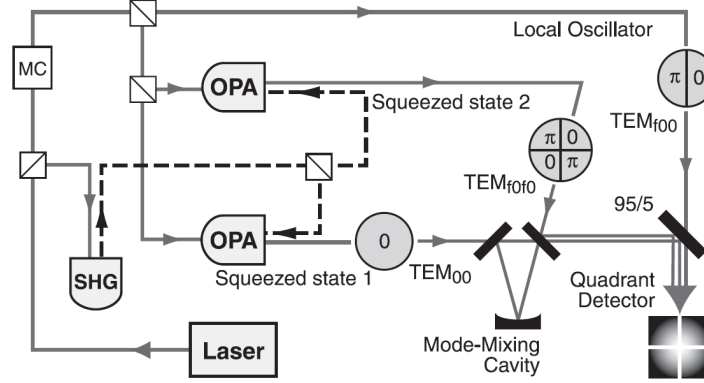 Local Oscillator
MC
π 0
OPA
Squeezed state 2
TEMf00
π 0
0 π
TEMf0f0
95/5
OPA
0
SHG
Squeezed state 1
TEM00
Quadrant
Detector
Laser
Mode-Mixing
Cavity